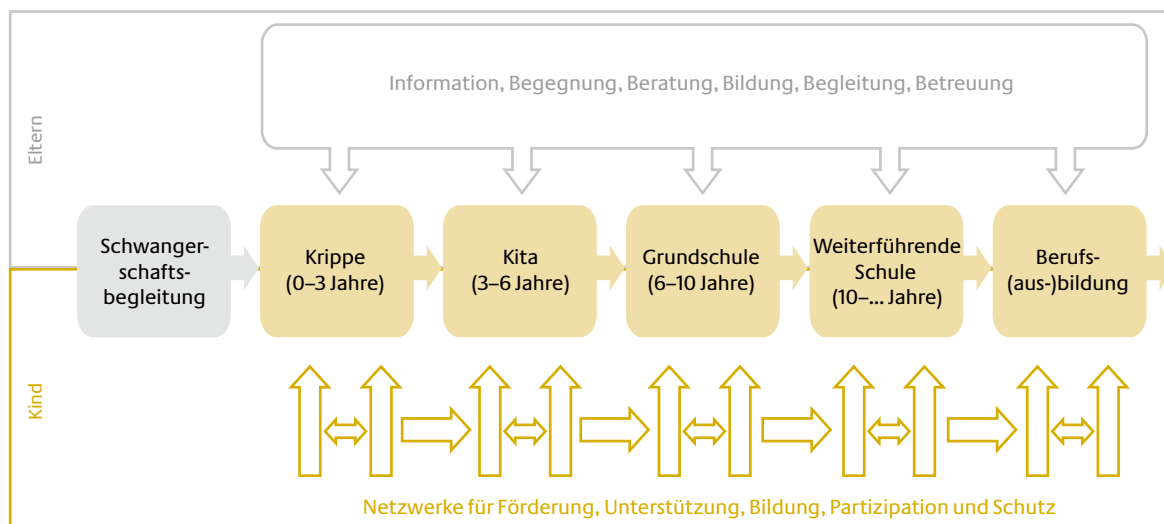 Eltern
Information, Begegnung, Beratung, Bildung, Begleitung, Betreuung
Schwanger-
schafts-
begleitung
Krippe
(0–3 Jahre)
Kita
(3–6 Jahre)
Grundschule
(6–10 Jahre)
Weiterführende
Schule
(10–... Jahre)
Berufs-
(aus-)bildung
Kind
Netzwerke für Förderung, Unterstützung, Bildung, Partizipation und Schutz